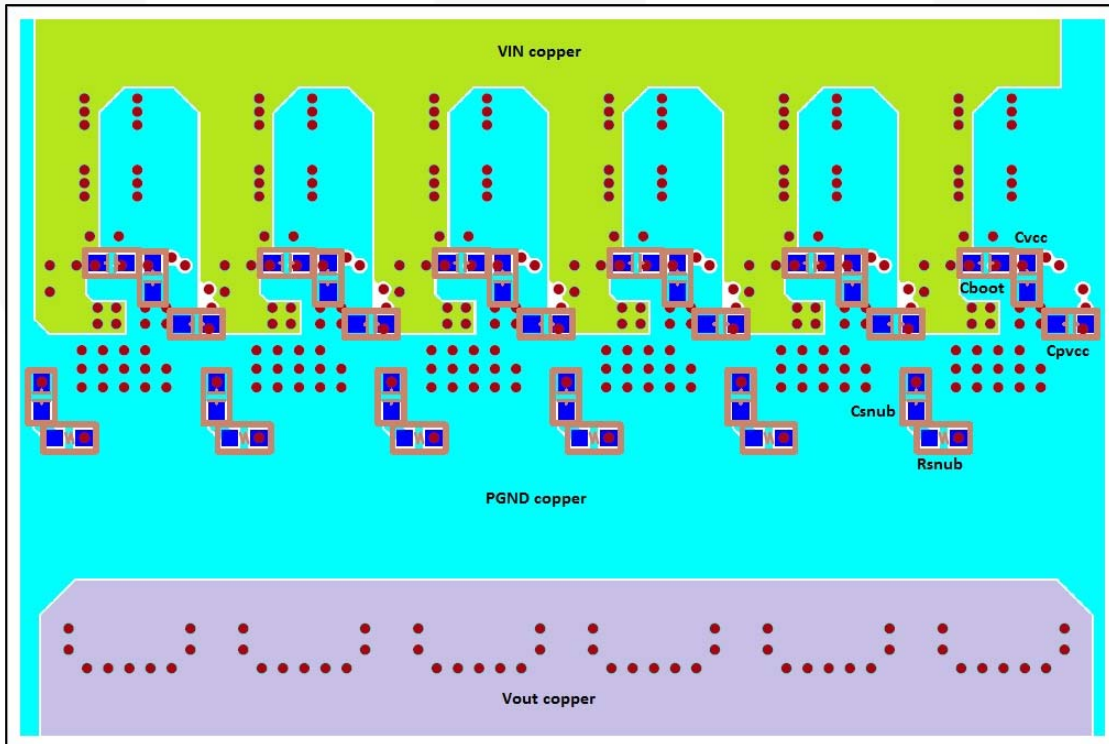 VIN copper
Cvcc
Cboot
Cpvcc
Csnub
Rsnub
PGND copper
Vout copper